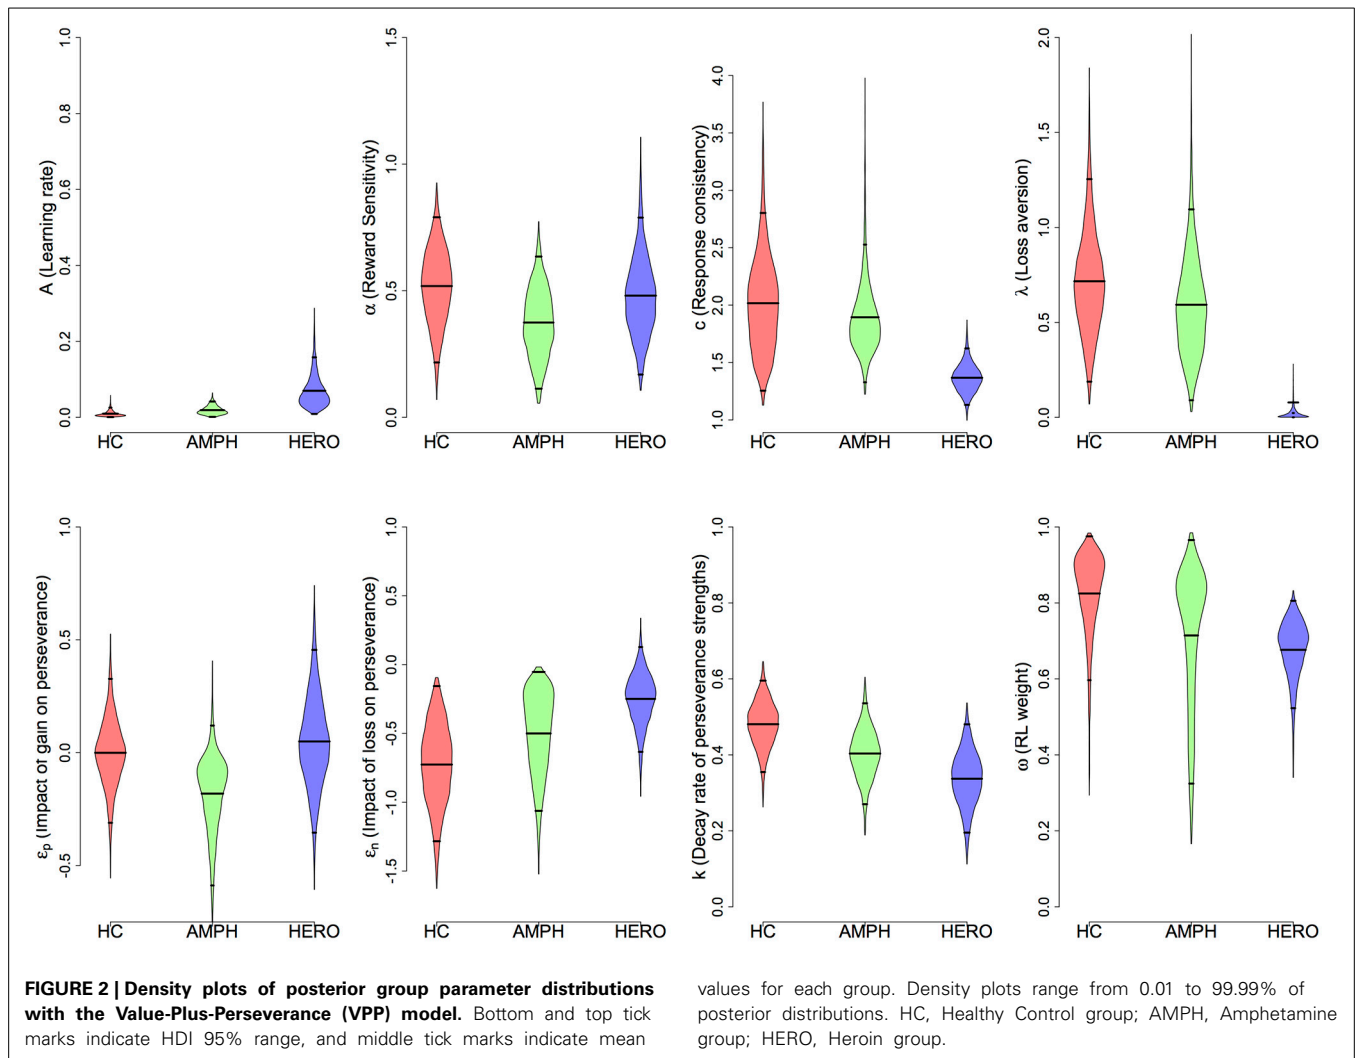 A (Learning rate)
0.0 0.2 0.4 0.6 0.8 1.0
HC AMPH HERO
α (Reward Sensitivity)
0.0 0.5 1.0 1.5
HC AMPH HERO
c (Response consistency)
1.0 1.5 2.0 2.5 3.0 3.5 4.0
HC AMPH HERO
λ (Loss aversion)
0.0 0.5 1.0 1.5 2.0
HC AMPH HERO
εp (Impact of gain on perseverance)
-0.5 0.0 0.5 1.0
HC AMPH HERO
εn (Impact of loss on perseverance)
-1.5 -1.0 -0.5 0.0 0.5 1.0
HC AMPH HERO
k (Decay rate of perseverance strengths)
0.0 0.2 0.4 0.6 0.8 1.0
HC AMPH HERO
ω (RL weight)
0.0 0.2 0.4 0.6 0.8 1.0
HC AMPH HERO
FIGURE 2 | Density plots of posterior group parameter distributions
with the Value-Plus-Perseverance (VPP) model. Bottom and top tick
marks indicate HDI 95% range, and middle tick marks indicate mean
values for each group. Density plots range from 0.01 to 99.99% of
posterior distributions. HC, Healthy Control group; AMPH, Amphetamine
group; HERO, Heroin group.